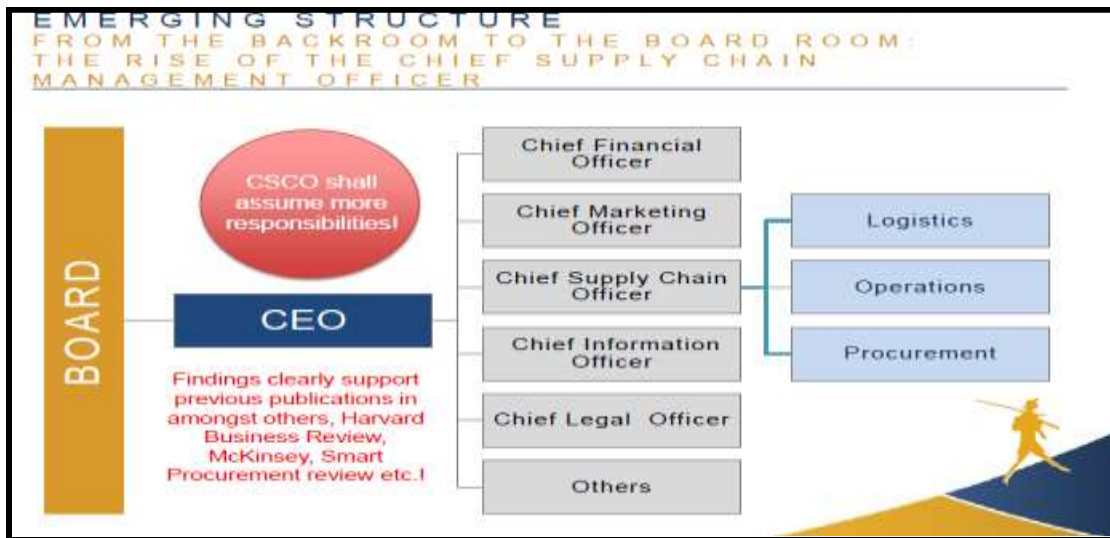 EMERGING STRUCTURE
FROM THE BACKROOM TO THE BOARD ROOM:
THE RISE OF THE CHIEF SUPPLY CHAIN
MANAGEMENT OFFICER
BOARD
CSCO shall
assume more
responsibilities!
CEO
Findings clearly support
previous publications in
amongst others, Harvard
Business Review,
McKinsey, Smart
Procurement review etc.!
Chief Financial
Officer
Chief Marketing
Officer
Chief Supply Chain
Officer
Chief Information
Officer
Chief Legal Officer
Others
Logistics
Operations
Procurement